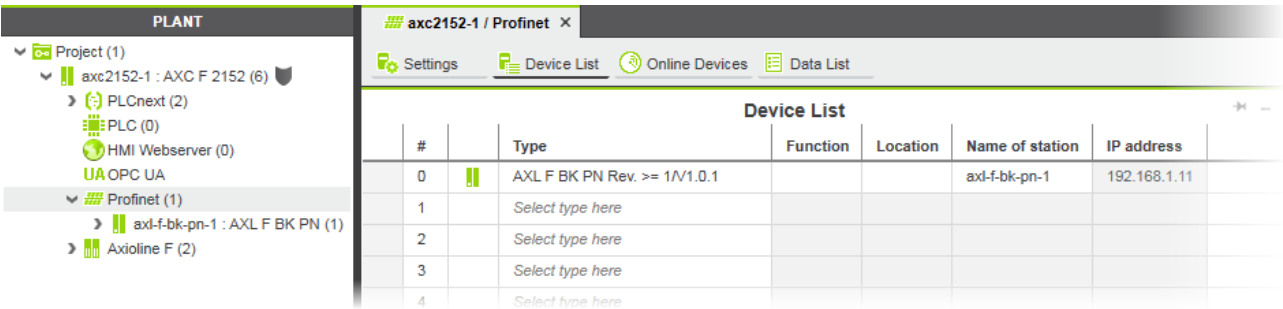 PLANT
Project (1)
axc2152-1 : AXC F 2152 (6)
PLCnext (2)
PLC (0)
HMI Webserver (0)
UA OPC UA
Profinet (1)
axl-f-bk-pn-1 : AXL F BK PN (1)
Axioline F (2)
axc2152-1 / Profinet ×
Settings Device List Online Devices Data List
Device List
# Type Function Location Name of station IP address
0 AXL F BK PN Rev. >= 1/V1.0.1 axl-f-bk-pn-1 192.168.1.11
1 Select type here
2 Select type here
3 Select type here
4 Select type here